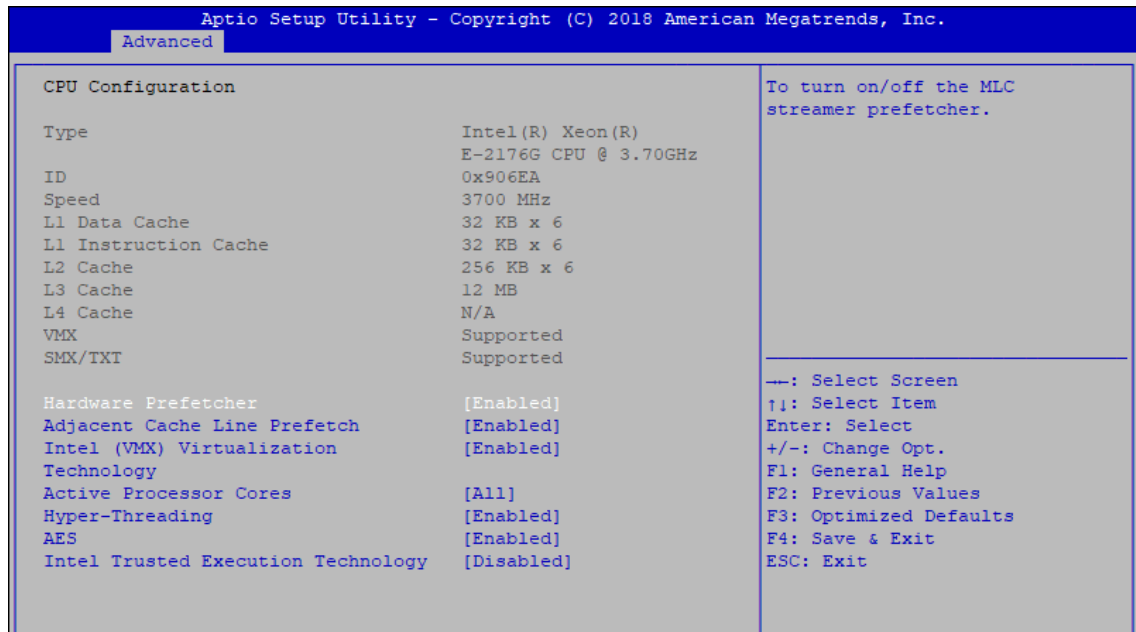 Aptio Setup Utility - Copyright (C) 2018 American Megatrends, Inc.
Advanced
CPU Configuration
Type Intel(R) Xeon(R)
E-2176G CPU @ 3.70GHz
ID 0x906EA
Speed 3700 MHz
L1 Data Cache 32 KB x 6
L1 Instruction Cache 32 KB x 6
L2 Cache 256 KB x 6
L3 Cache 12 MB
L4 Cache N/A
VMX Supported
SMX/TXT Supported
Hardware Prefetcher [Enabled]
Adjacent Cache Line Prefetch [Enabled]
Intel (VMX) Virtualization [Enabled]
Technology
Active Processor Cores [All]
Hyper-Threading [Enabled]
AES [Enabled]
Intel Trusted Execution Technology [Disabled]
To turn on/off the MLC
streamer prefetcher.
→←: Select Screen
↑↓: Select Item
Enter: Select
+/-: Change Opt.
F1: General Help
F2: Previous Values
F3: Optimized Defaults
F4: Save & Exit
ESC: Exit